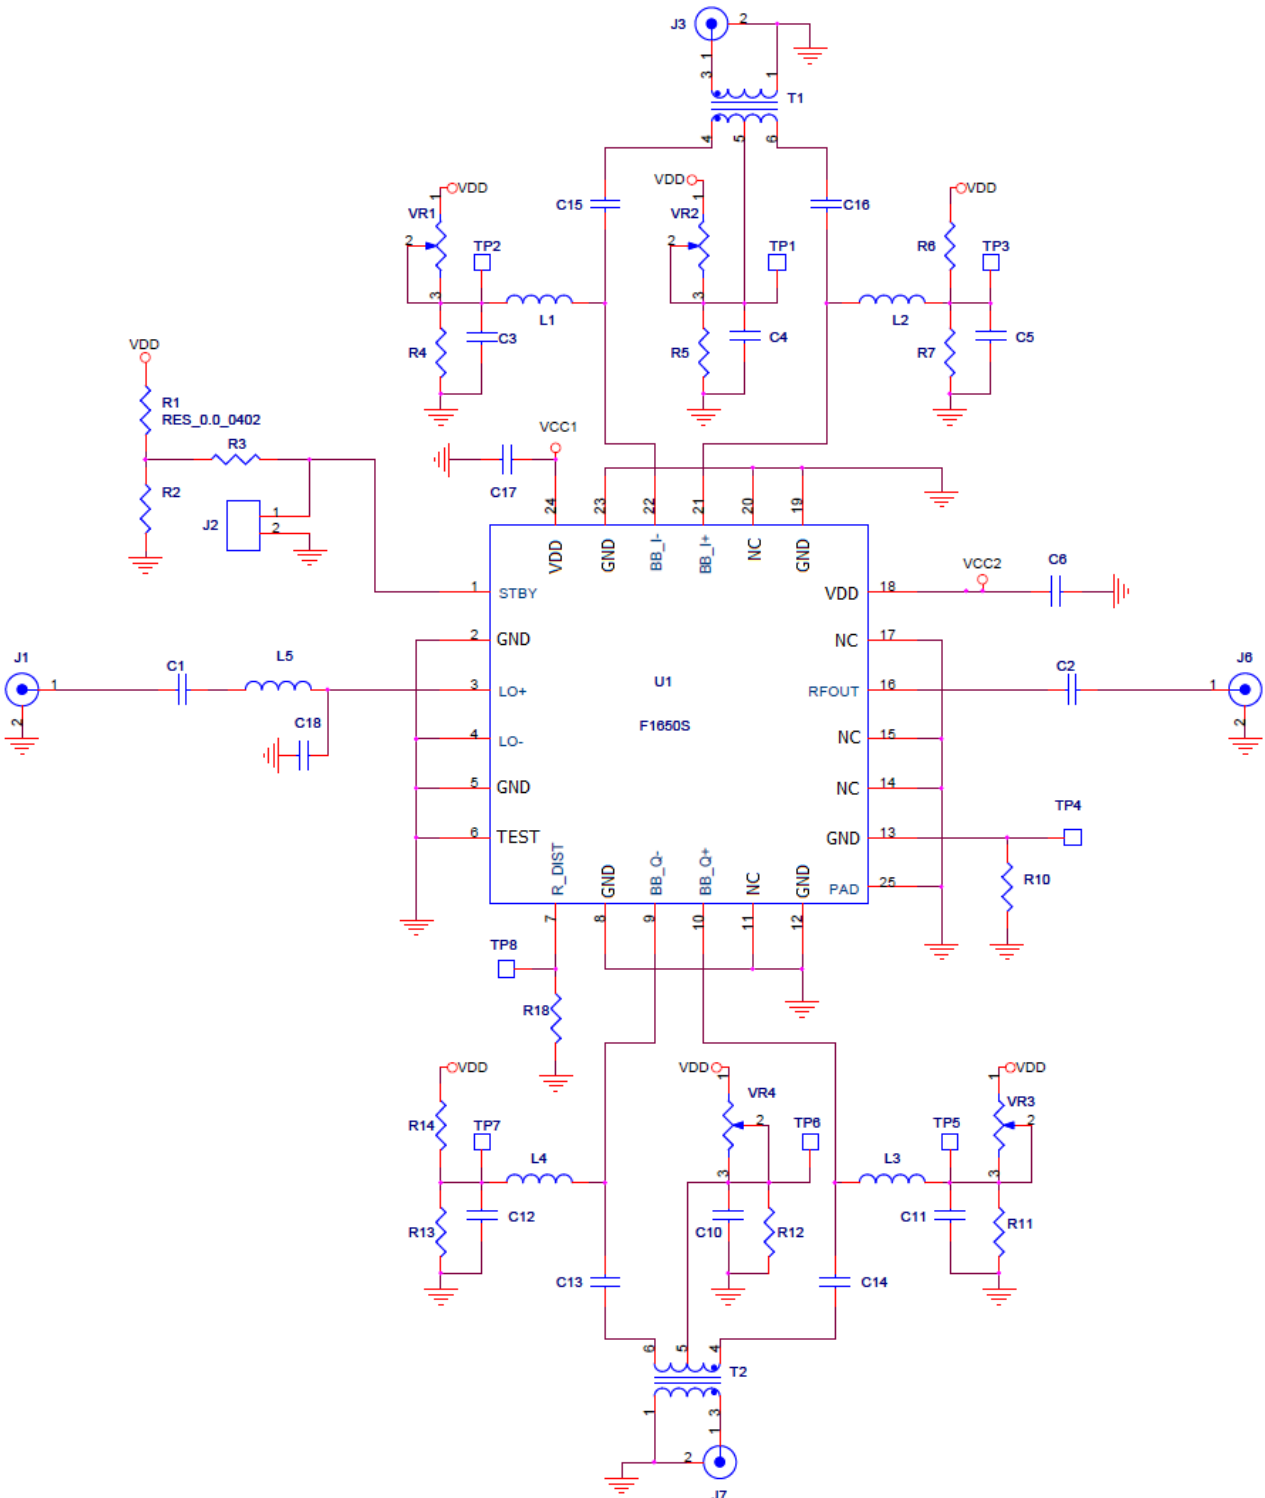 J3
2
1
3
1
T1
4
5
6
VDD
VDD
VDD
1
1
C15
C16
VR1
VR2
R6
2
2
TP2
TP1
TP3
3
3
L1
L2
R4
C3
R5
C4
R7
C5
VDD
R1
RES_0.0_0402
R3
VCC1
C17
R2
J2
1
2
24
23
22
21
20
19
VDD
GND
BB_I-
BB_I+
NC
GND
VCC2
C6
1
STBY
VDD
18
2
GND
NC
17
J1
1
2
C1
L5
3
LO+
U1
RFOUT
16
C2
1
J6
2
C18
F1650S
4
LO-
NC
15
5
GND
NC
14
TP4
6
TEST
GND
13
R10
R_DIST
GND
BB_Q-
BB_Q+
NC
GND
PAD
25
7
8
9
10
11
12
TP8
R18
VDD
VDD
VDD
1
1
R14
TP7
VR4
2
TP6
TP5
VR3
2
3
3
L4
L3
R13
C12
C10
R12
C11
R11
C13
C14
6
5
4
T2
1
3
1
2
J7